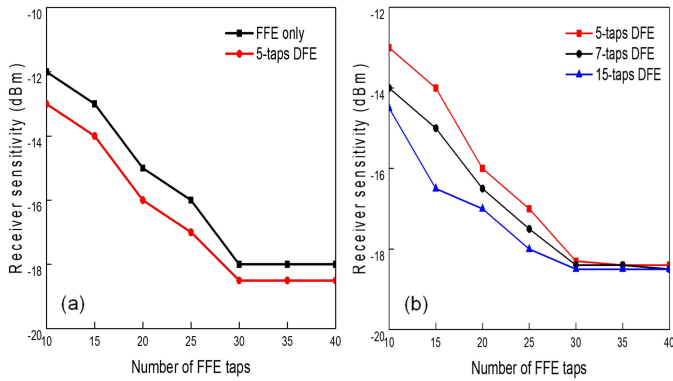 -10
-12
-14
-16
-18
-20
10 15 20 25 30 35 40
Receiver sensitivity (dBm)
Number of FFE taps
FFE only
5-taps DFE
(a)
-12
-14
-16
-18
-20
10 15 20 25 30 35 40
Receiver sensitivity (dBm)
Number of FFE taps
5-taps DFE
7-taps DFE
15-taps DFE
(b)